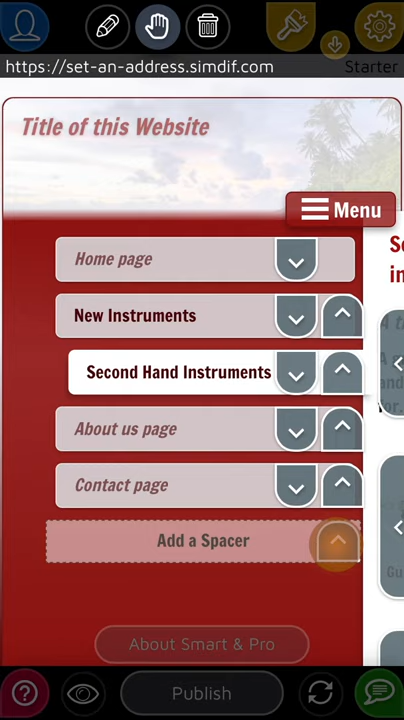 https://set-an-address.simdif.com
Starter
Title of this Website
Menu
Home page
New Instruments
Second Hand Instruments
About us page
Contact page
Add a Spacer
About Smart & Pro
Publish